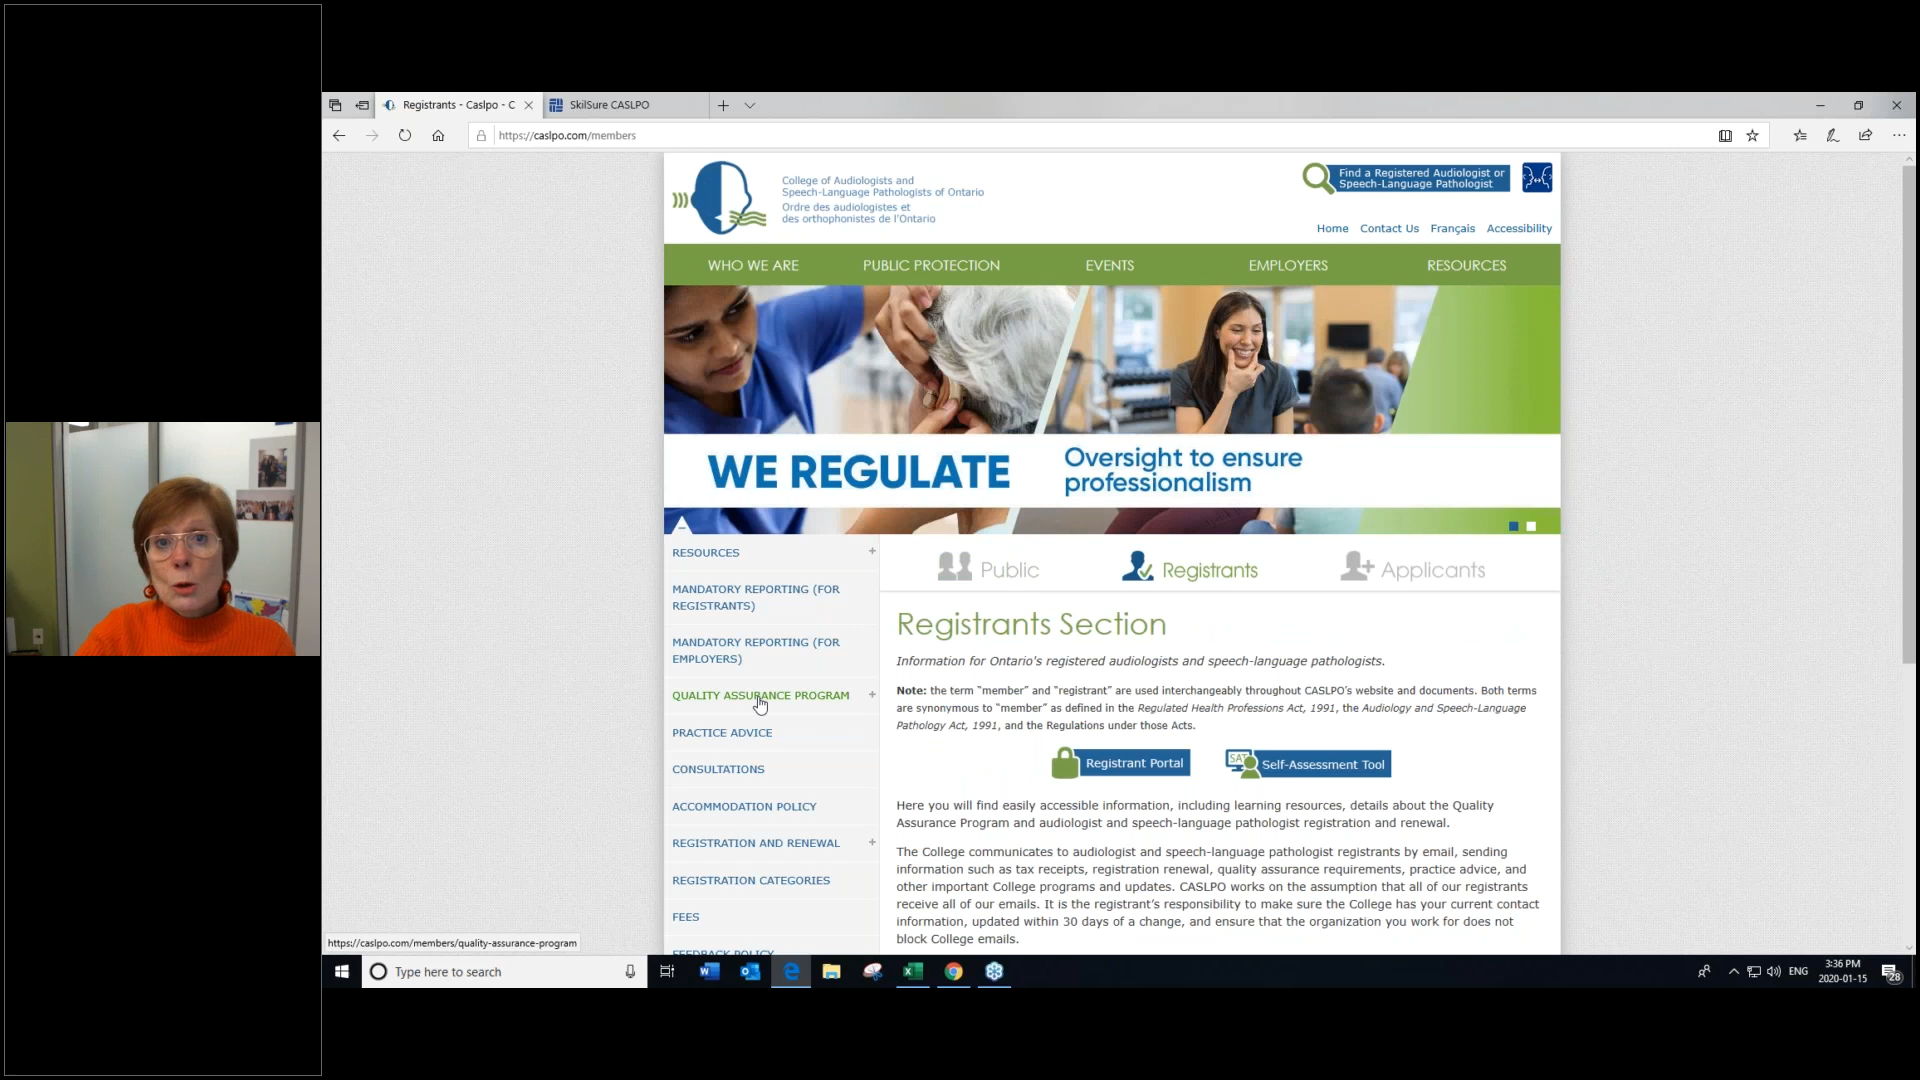 Registrants - Caslpo - C
SkilSure CASLPO
https://caslpo.com/members
College of Audiologists and
Speech-Language Pathologists of Ontario
Ordre des audiologistes et
des orthophonistes de l'Ontario
Find a Registered Audiologist or
Speech-Language Pathologist
Home Contact Us Français Accessibility
WHO WE ARE PUBLIC PROTECTION EVENTS EMPLOYERS RESOURCES
WE REGULATE
Oversight to ensure
professionalism
RESOURCES
MANDATORY REPORTING (FOR
REGISTRANTS)
MANDATORY REPORTING (FOR
EMPLOYERS)
QUALITY ASSURANCE PROGRAM
PRACTICE ADVICE
CONSULTATIONS
ACCOMMODATION POLICY
REGISTRATION AND RENEWAL
REGISTRATION CATEGORIES
FEES
FEEDBACK POLICY
Public Registrants Applicants
Registrants Section
Information for Ontario's registered audiologists and speech-language pathologists.
Note: the term "member" and "registrant" are used interchangeably throughout CASLPO's website and documents. Both terms
are synonymous to "member" as defined in the Regulated Health Professions Act, 1991, the Audiology and Speech-Language
Pathology Act, 1991, and the Regulations under those Acts.
Registrant Portal
SAT Self-Assessment Tool
Here you will find easily accessible information, including learning resources, details about the Quality
Assurance Program and audiologist and speech-language pathologist registration and renewal.
The College communicates to audiologist and speech-language pathologist registrants by email, sending
information such as tax receipts, registration renewal, quality assurance requirements, practice advice, and
other important College programs and updates. CASLPO works on the assumption that all of our registrants
receive all of our emails. It is the registrant's responsibility to make sure the College has your current contact
information, updated within 30 days of a change, and ensure that the organization you work for does not
block College emails.
https://caslpo.com/members/quality-assurance-program
Type here to search
ENG
3:36 PM
2020-01-15
28